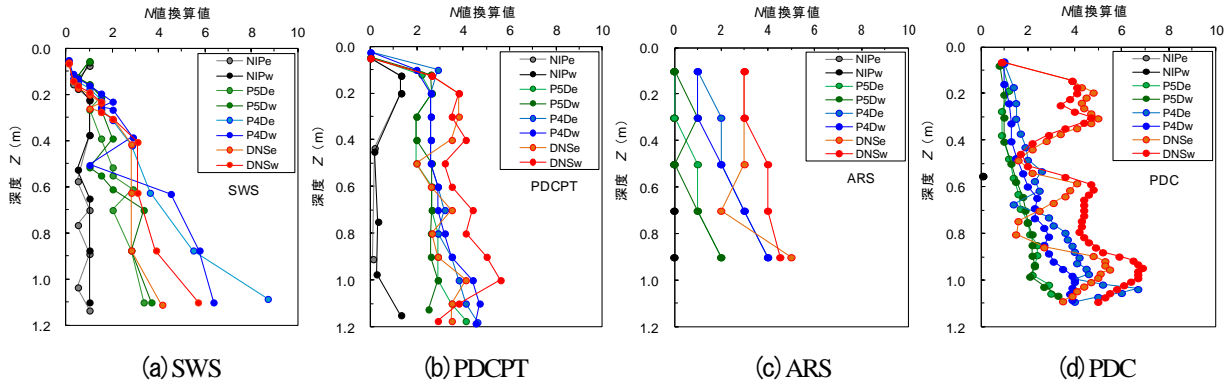 N値換算値
0 2 4 6 8 10
0.0
0.2
0.4
0.6
0.8
1.0
1.2
深度 Z (m)
NIPe
NIPw
P5De
P5Dw
P4De
P4Dw
DNSe
DNSw
SWS
(a) SWS
N値換算値
0 2 4 6 8 10
0.0
0.2
0.4
0.6
0.8
1.0
1.2
深度 Z (m)
NIPe
NIPw
P5De
P5Dw
P4De
P4Dw
DNSe
DNSw
PDCPT
(b) PDCPT
N値換算値
0 2 4 6 8 10
0.0
0.2
0.4
0.6
0.8
1.0
1.2
深度 Z (m)
NIPe
NIPw
P5De
P5Dw
P4De
P4Dw
DNSe
DNSw
ARS
(c) ARS
N値換算値
0 2 4 6 8 10
0.0
0.2
0.4
0.6
0.8
1.0
1.2
深度 Z (m)
NIPe
NIPw
P5De
P5Dw
P4De
P4Dw
DNSe
DNSw
PDC
(d) PDC